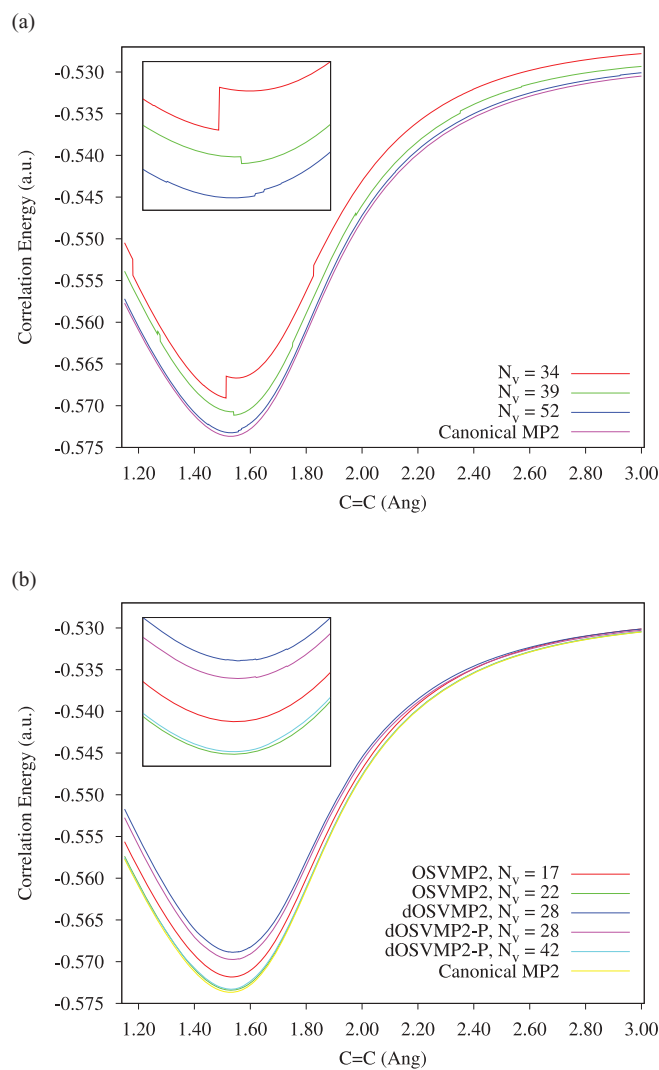 (a)
-0.530
-0.535
-0.540
-0.545
-0.550
-0.555
-0.560
-0.565
-0.570
-0.575
Correlation Energy (a.u.)
N_v = 34
N_v = 39
N_v = 52
Canonical MP2
1.20 1.40 1.60 1.80 2.00 2.20 2.40 2.60 2.80 3.00
C=C (Ang)
(b)
-0.530
-0.535
-0.540
-0.545
-0.550
-0.555
-0.560
-0.565
-0.570
-0.575
Correlation Energy (a.u.)
OSVMP2, N_v = 17
OSVMP2, N_v = 22
dOSVMP2, N_v = 28
dOSVMP2-P, N_v = 28
dOSVMP2-P, N_v = 42
Canonical MP2
1.20 1.40 1.60 1.80 2.00 2.20 2.40 2.60 2.80 3.00
C=C (Ang)